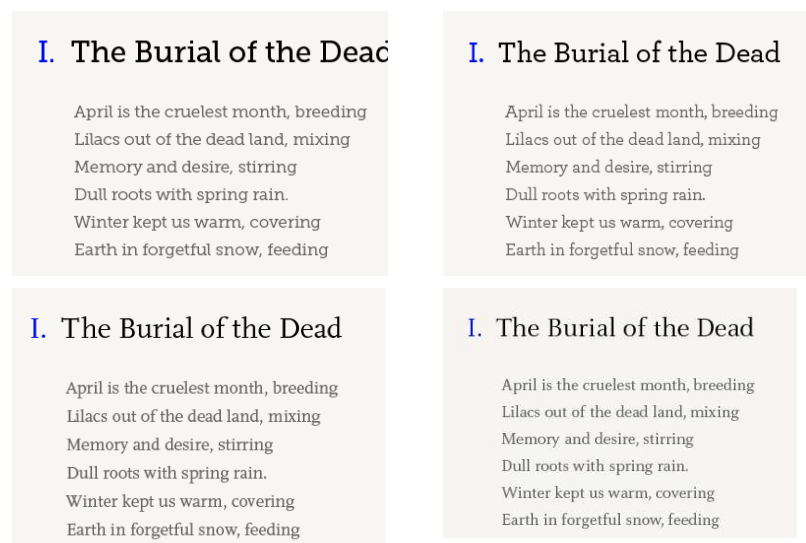 I. The Burial of the Dead
April is the cruelest month, breeding
Lilacs out of the dead land, mixing
Memory and desire, stirring
Dull roots with spring rain.
Winter kept us warm, covering
Earth in forgetful snow, feeding
I. The Burial of the Dead
April is the cruelest month, breeding
Lilacs out of the dead land, mixing
Memory and desire, stirring
Dull roots with spring rain.
Winter kept us warm, covering
Earth in forgetful snow, feeding
I. The Burial of the Dead
April is the cruelest month, breeding
Lilacs out of the dead land, mixing
Memory and desire, stirring
Dull roots with spring rain.
Winter kept us warm, covering
Earth in forgetful snow, feeding
I. The Burial of the Dead
April is the cruelest month, breeding
Lilacs out of the dead land, mixing
Memory and desire, stirring
Dull roots with spring rain.
Winter kept us warm, covering
Earth in forgetful snow, feeding